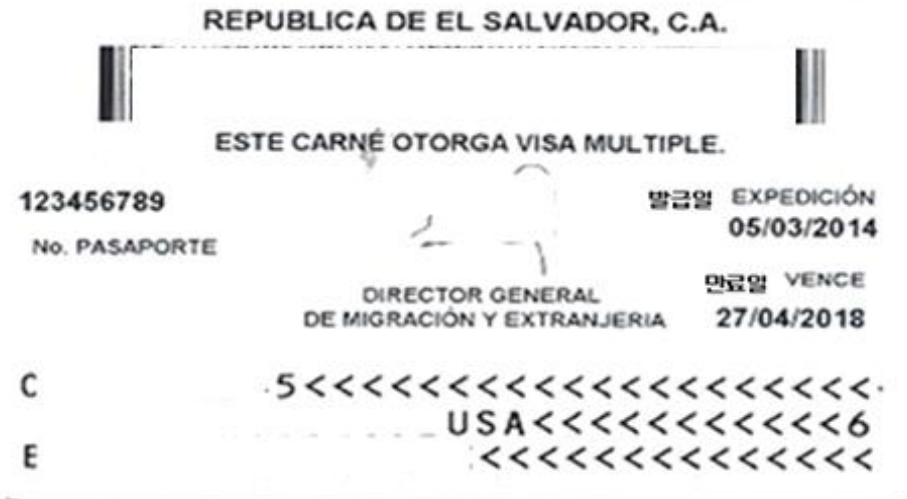 REPUBLICA DE EL SALVADOR, C.A.
ESTE CARNÉ OTORGA VISA MULTIPLE.
123456789
No. PASAPORTE
발급일 EXPEDICIÓN
05/03/2014
DIRECTOR GENERAL
DE MIGRACIÓN Y EXTRANJERIA
만료일 VENCE
27/04/2018
C 5<<<<<<<<<<<<<<<<<<<<<<
USA<<<<<<<<<<<6
E <<<<<<<<<<<<<<